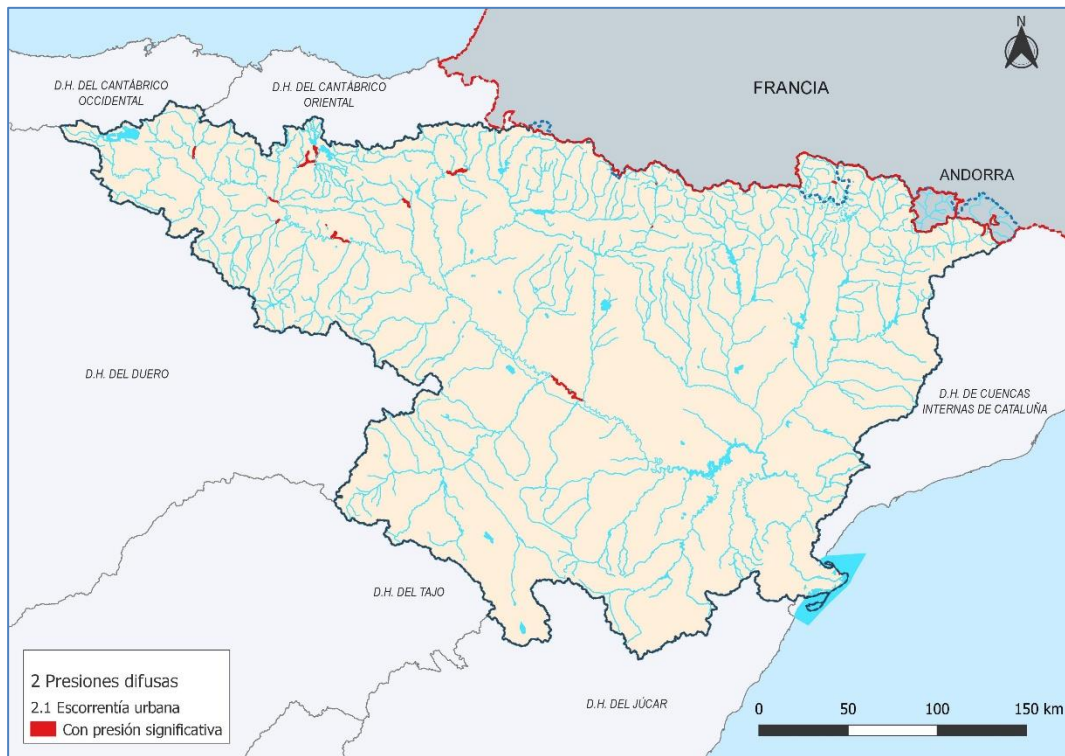 N
D.H. DEL CANTÁBRICO
OCCIDENTAL
D.H. DEL CANTÁBRICO
ORIENTAL
FRANCIA
ANDORRA
D.H. DEL DUERO
D.H. DE CUENCAS
INTERNAS DE CATALUÑA
D.H. DEL TAJO
D.H. DEL JÚCAR
2 Presiones difusas
2.1 Escorrentía urbana
Con presión significativa
0 50 100 150 km